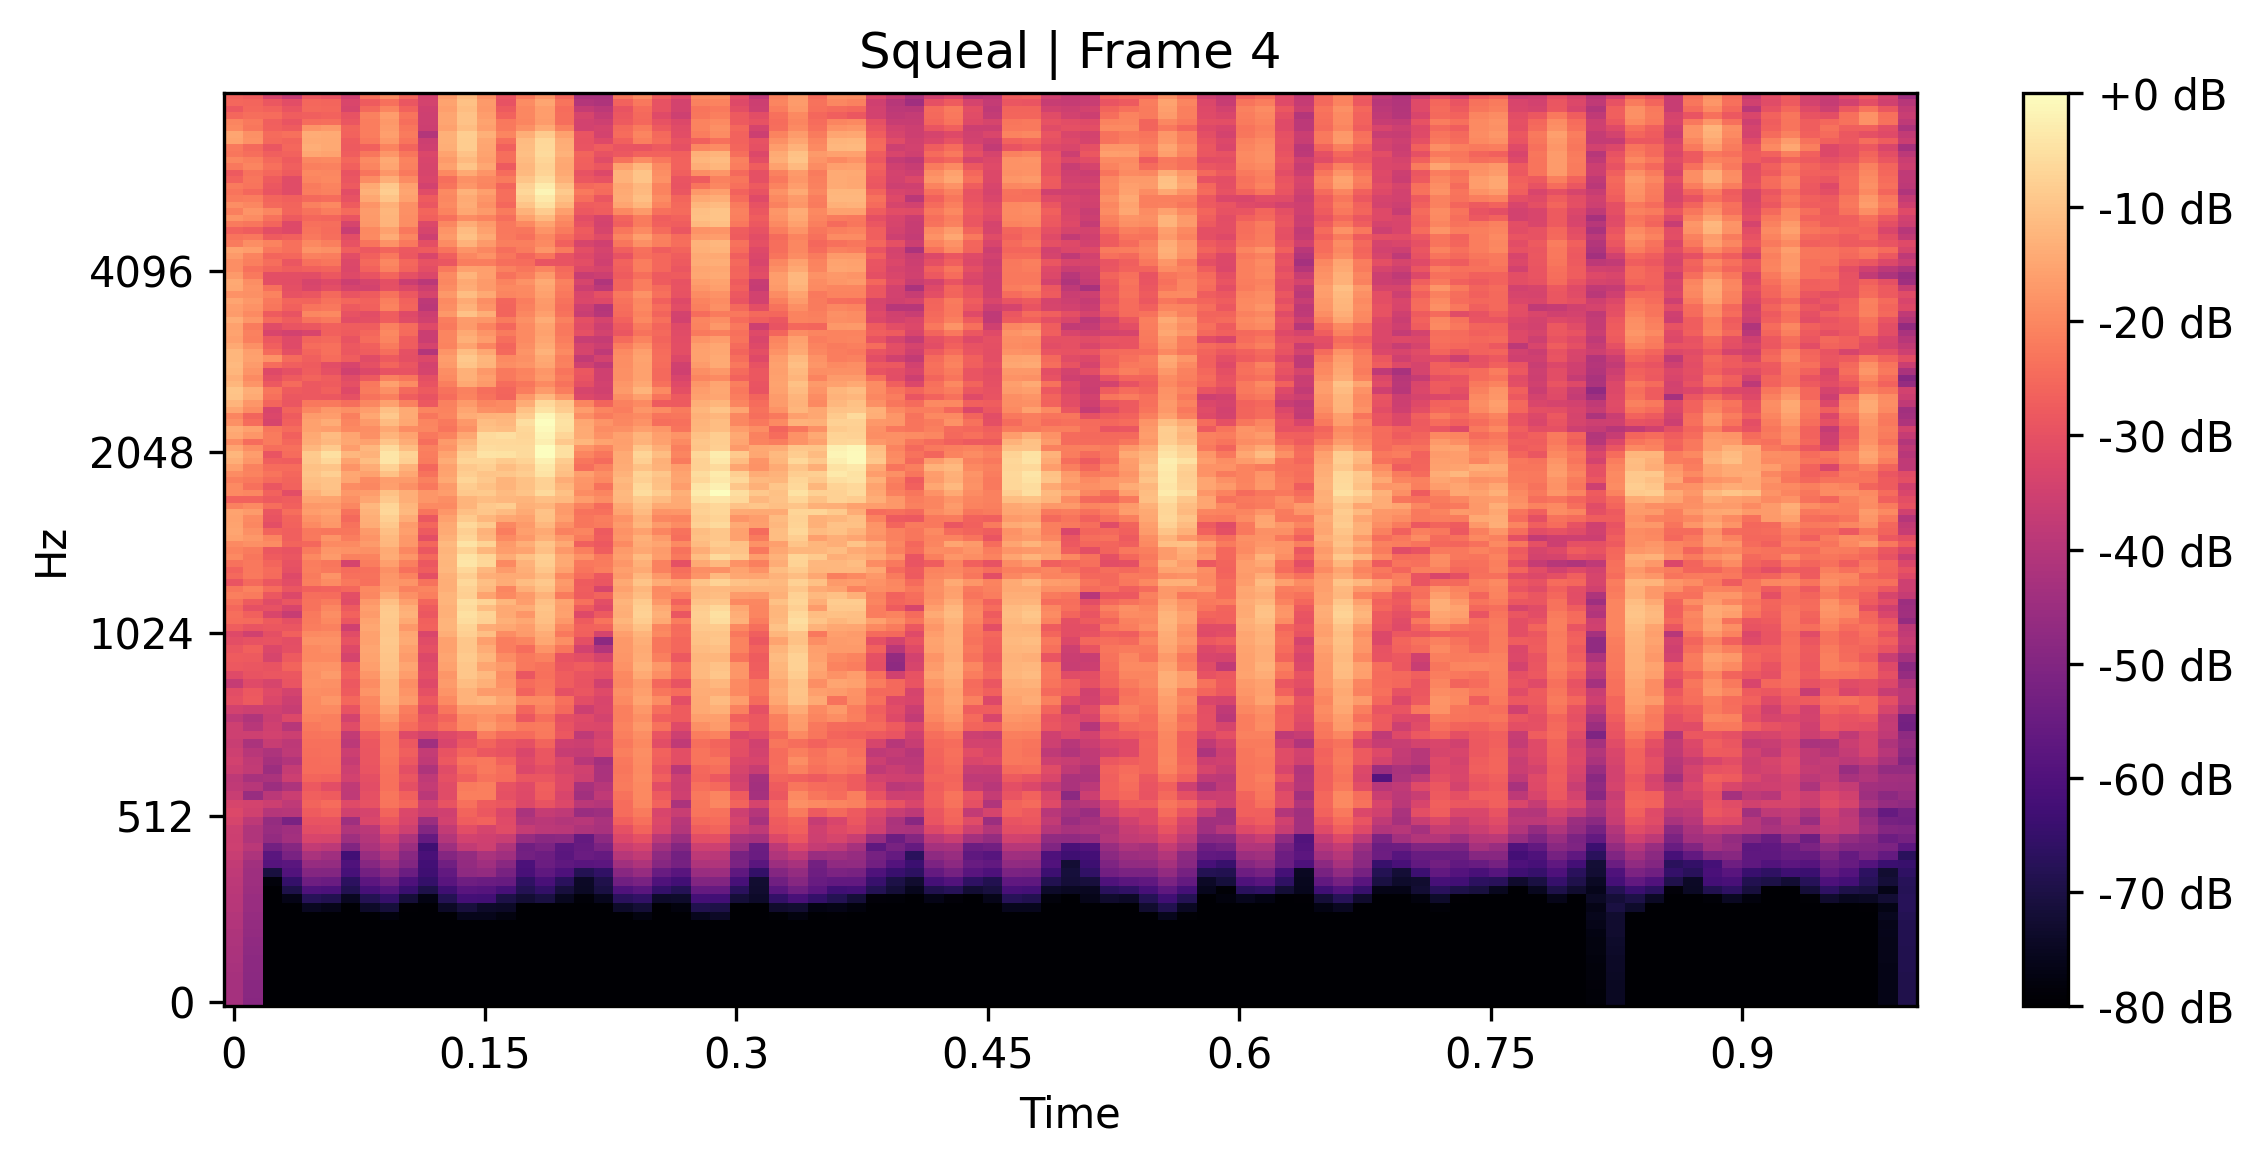 Squeal | Frame 4
+0 dB
-10 dB
-20 dB
-30 dB
-40 dB
-50 dB
-60 dB
-70 dB
-80 dB
Hz
4096
2048
1024
512
0
0 0.15 0.3 0.45 0.6 0.75 0.9
Time